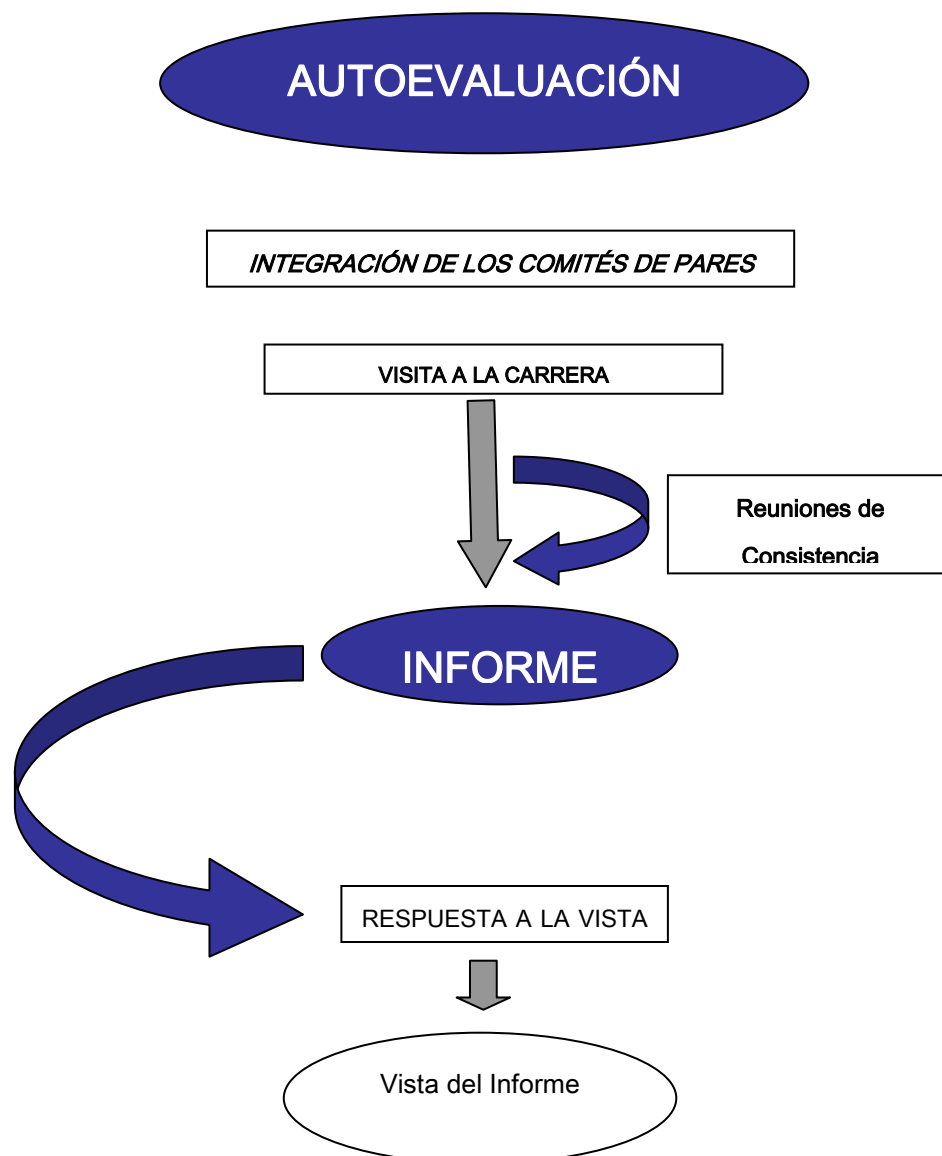 AUTOEVALUACIÓN
INTEGRACIÓN DE LOS COMITÉS DE PARES
VISITA A LA CARRERA
Reuniones de
Consistencia
INFORME
RESPUESTA A LA VISTA
Vista del Informe